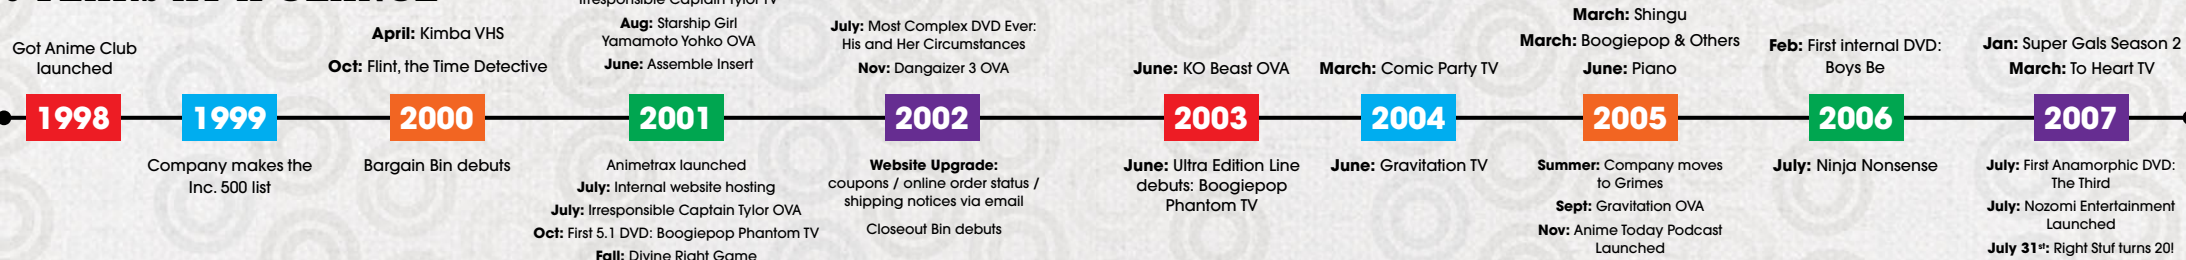 Irresponsible Captain Tylor TV
Got Anime Club
launched
1998
1999
Company makes the
Inc. 500 list
April: Kimba VHS
Oct: Flint, the Time Detective
2000
Bargain Bin debuts
Aug: Starship Girl
Yamamoto Yohko OVA
June: Assemble Insert
2001
Animetrax launched
July: Internal website hosting
July: Irresponsible Captain Tylor OVA
Oct: First 5.1 DVD: Boogiepop Phantom TV
Fall: Divine Right Game
July: Most Complex DVD Ever:
His and Her Circumstances
Nov: Dangaizer 3 OVA
2002
Website Upgrade:
coupons / online order status /
shipping notices via email
Closeout Bin debuts
June: KO Beast OVA
2003
June: Ultra Edition Line
debuts: Boogiepop
Phantom TV
March: Comic Party TV
2004
June: Gravitation TV
March: Shingu
March: Boogiepop & Others
June: Piano
2005
Summer: Company moves
to Grimes
Sept: Gravitation OVA
Nov: Anime Today Podcast
Launched
Feb: First internal DVD:
Boys Be
2006
July: Ninja Nonsense
Jan: Super Gals Season 2
March: To Heart TV
2007
July: First Anamorphic DVD:
The Third
July: Nozomi Entertainment
Launched
July 31st: Right Stuf turns 20!